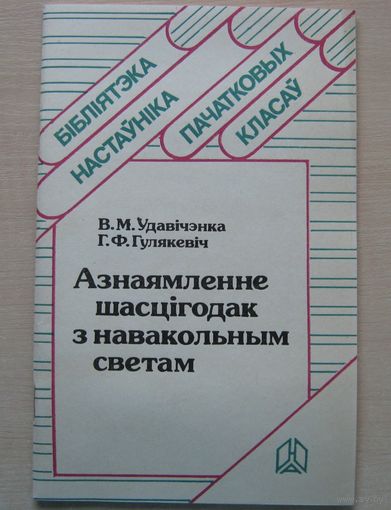 БІБЛІЯТЭКА
НАСТАЎНІКА
ПАЧАТКОВЫХ
КЛАСАЎ
В. М. Удавічэнка
Г. Ф. Гулякевіч
Азнаямленне
шасцігодак
з навакольным
светам